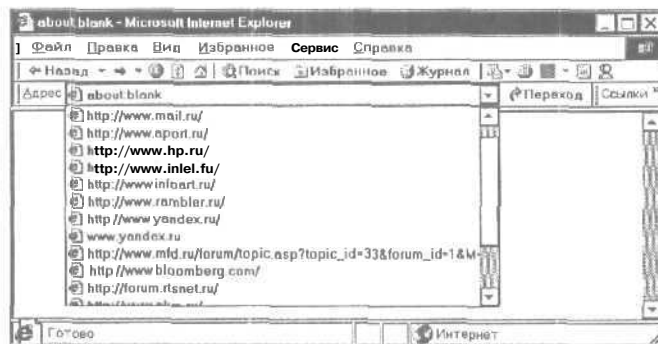 about:blank - Microsoft Internet Explorer
] Файл Правка Вид Избранное Сервис Справка
Назад Поиск Избранное Журнал
Адрес about:blank Переход Ссылки »
http://www.mail.ru/
http://www.aport.ru/
http://www.hp.ru/
http://www.inlel.fu/
http://www.infoart.ru/
http://www.rambler.ru/
http://www.yandex.ru/
www.yandex.ru
http://www.mfd.ru/forum/topic.asp?topic_id=33&forum_id=1&M
http://www.bloomberg.com/
http://forum.rtsnet.ru/
Готово Интернет